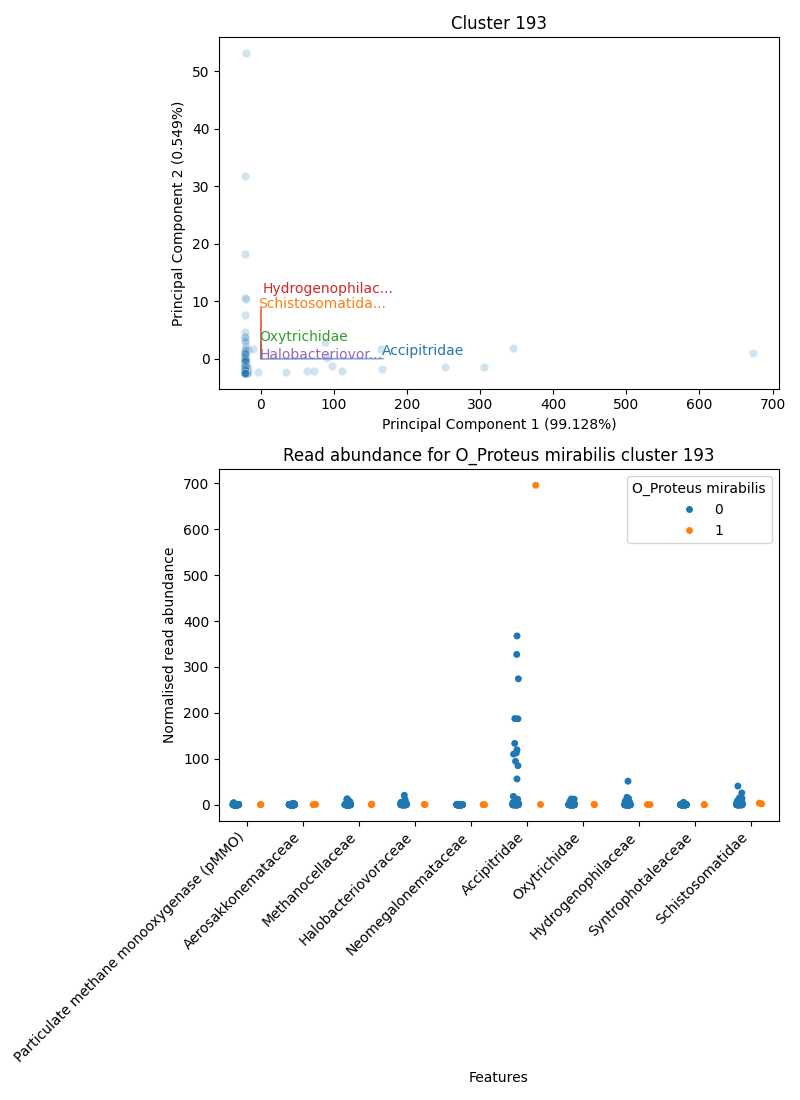 Cluster 193
50
40
30
20
10
0
Principal Component 2 (0.549%)
Hydrogenophilac...
Schistosomatida...
Oxytrichidae
Halobacteriovor...
Accipitridae
0 100 200 300 400 500 600 700
Principal Component 1 (99.128%)
Read abundance for O_Proteus mirabilis cluster 193
700
600
500
400
300
200
100
0
Normalised read abundance
O_Proteus mirabilis
0
1
Particulate methane monooxygenase (pMMO)
Aerosakkonemataceae
Methanocellaceae
Halobacteriovoraceae
Neomegalonemataceae
Accipitridae
Oxytrichidae
Hydrogenophilaceae
Syntrophotaleaceae
Schistosomatidae
Features